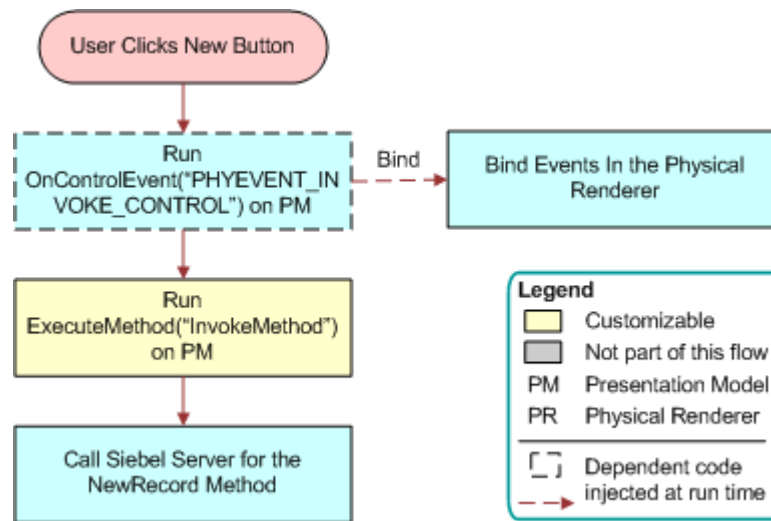 User Clicks New Button
Run
OnControlEvent("PHYEVENT_IN
VOKE_CONTROL") on PM
Bind
Bind Events In the Physical
Renderer
Run
ExecuteMethod("InvokeMethod")
on PM
Call Siebel Server for the
NewRecord Method
Legend
Customizable
Not part of this flow
PM Presentation Model
PR Physical Renderer
Dependent code
injected at run time